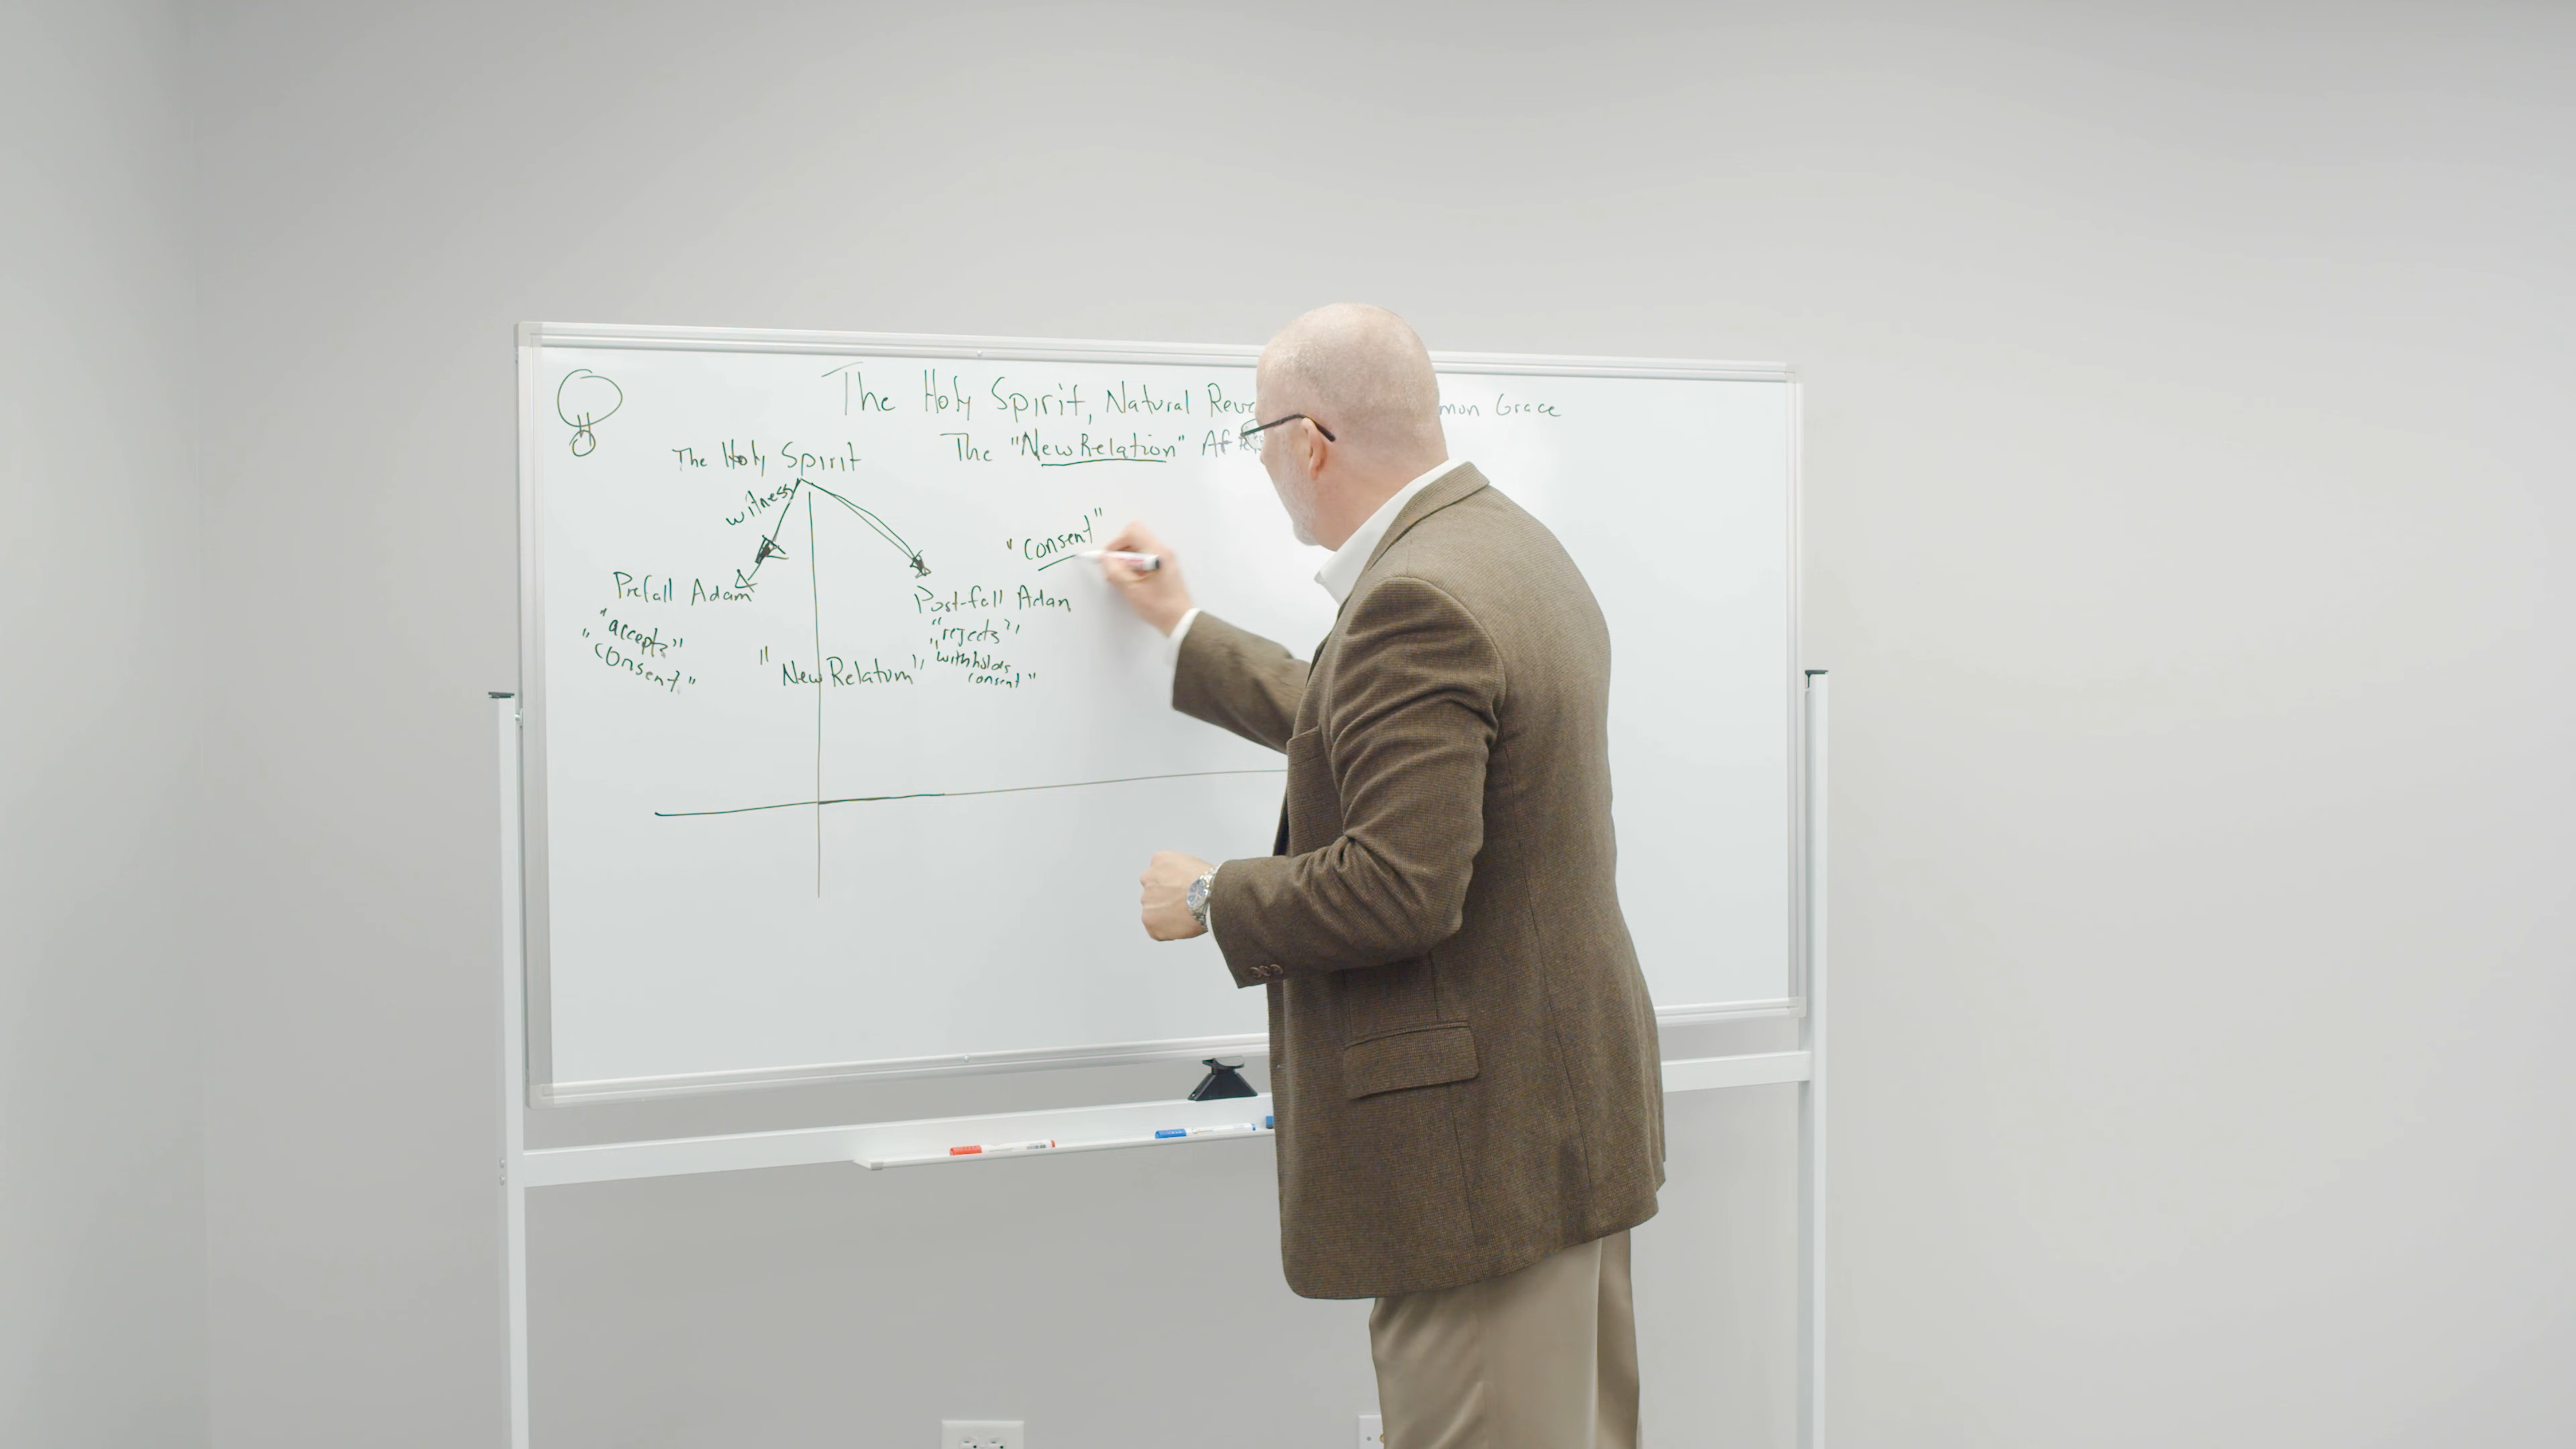 The Holy Spirit, Natural Reve mon Grace
The "New Relation" Af
The Holy Spirit
witness
"consent"
Prefall Adam
Post-fall Adam
"accepts"
"consent"
"rejects"
"withholds
consent"
"New Relation"